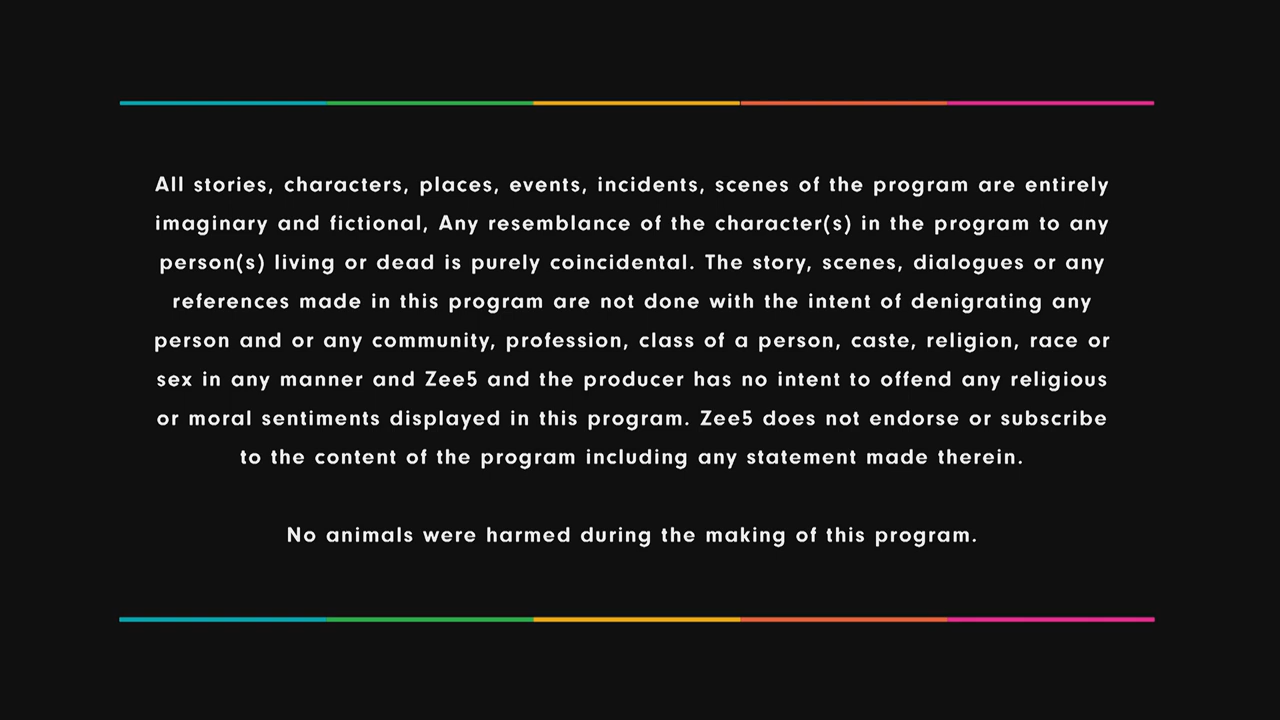 All stories, characters, places, events, incidents, scenes of the program are entirely
imaginary and fictional, Any resemblance of the character(s) in the program to any
person(s) living or dead is purely coincidental. The story, scenes, dialogues or any
references made in this program are not done with the intent of denigrating any
person and or any community, profession, class of a person, caste, religion, race or
sex in any manner and Zee5 and the producer has no intent to offend any religious
or moral sentiments displayed in this program. Zee5 does not endorse or subscribe
to the content of the program including any statement made therein.
No animals were harmed during the making of this program.